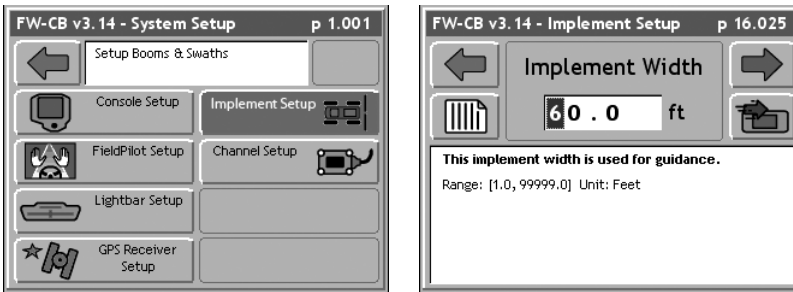 FW-CB v3.14 - System Setup p 1.001
Setup Booms & Swaths
Console Setup
Implement Setup
FieldPilot Setup
Channel Setup
Lightbar Setup
GPS Receiver
Setup
FW-CB v3.14 - Implement Setup p 16.025
Implement Width
60.0 ft
This implement width is used for guidance.
Range: [1.0, 99999.0] Unit: Feet